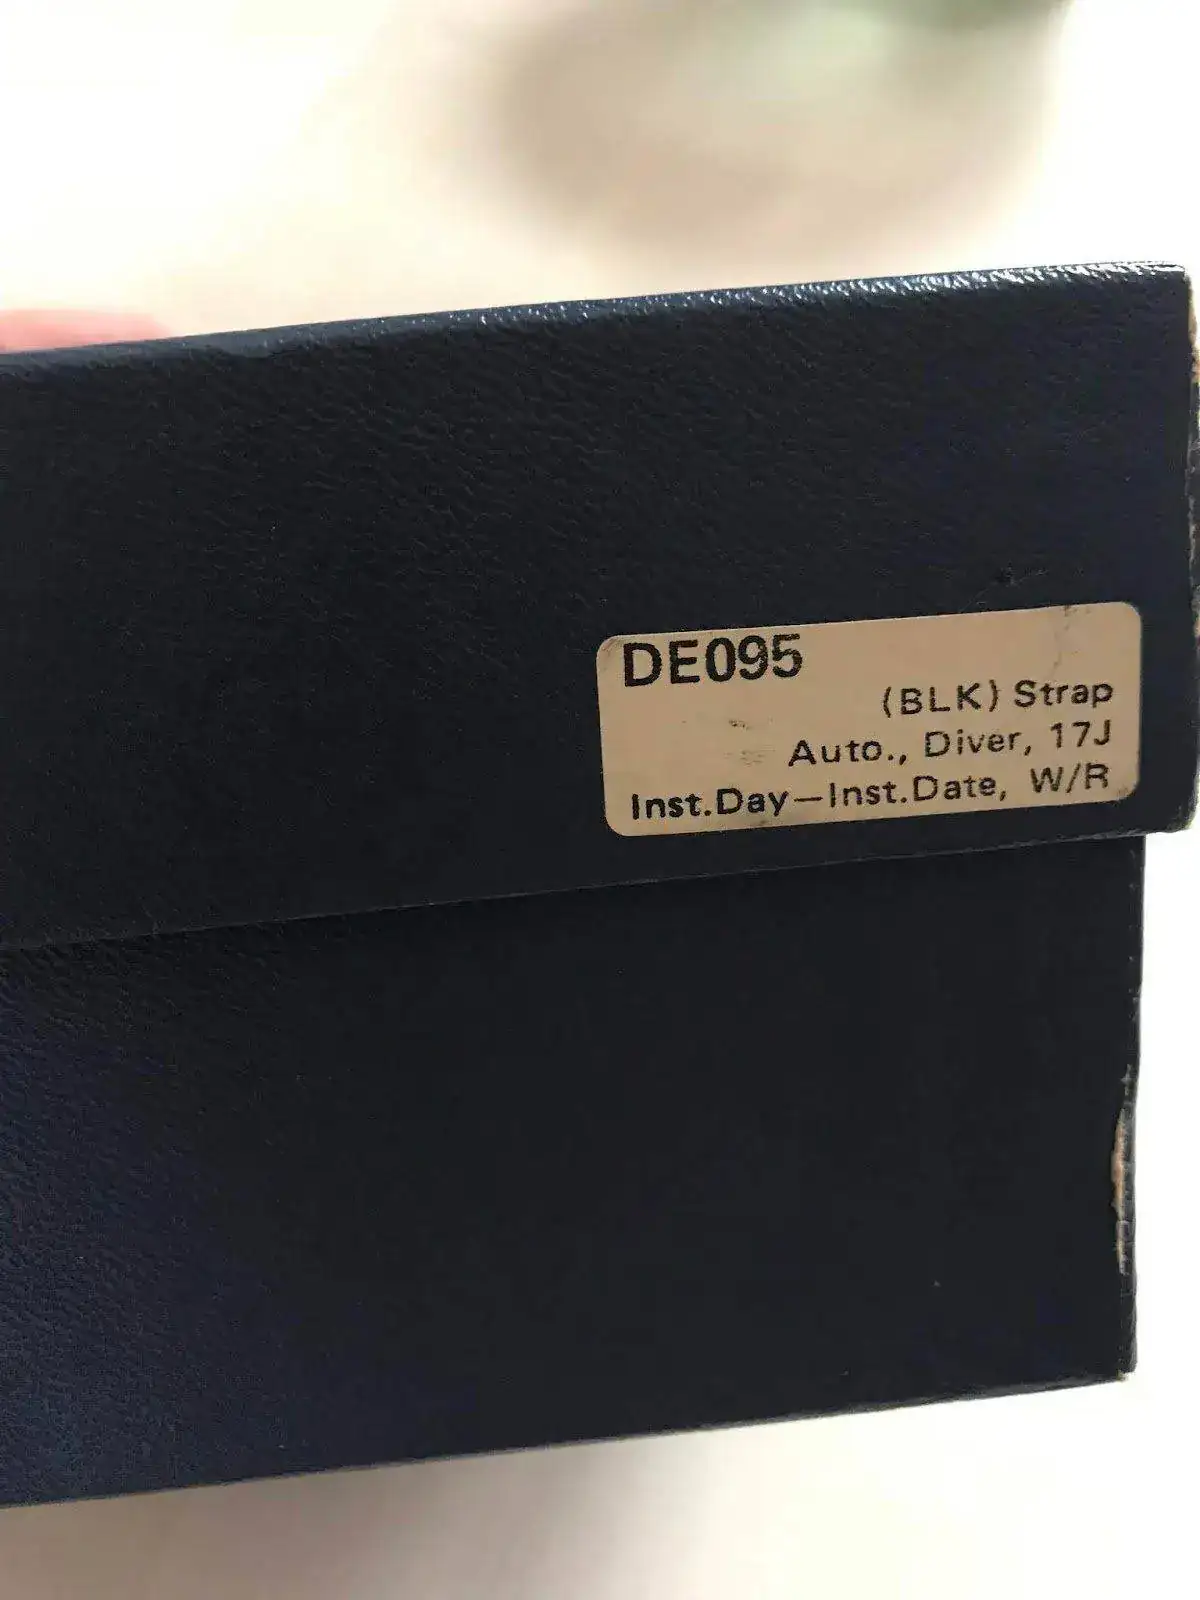 DE095
(BLK) Strap
Auto., Diver, 17J
Inst.Day—Inst.Date, W/R